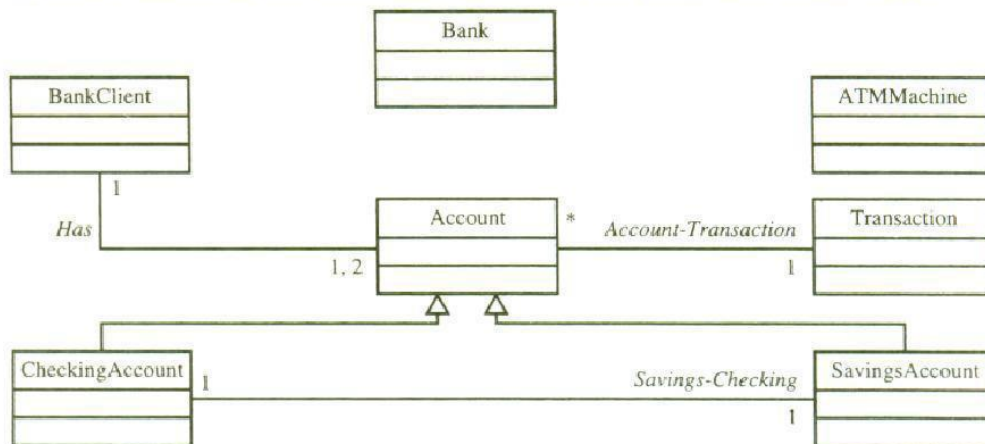 Bank
BankClient
ATMMachine
1
Has
Account
*
Account-Transaction
Transaction
1, 2
1
CheckingAccount
1
Savings-Checking
SavingsAccount
1